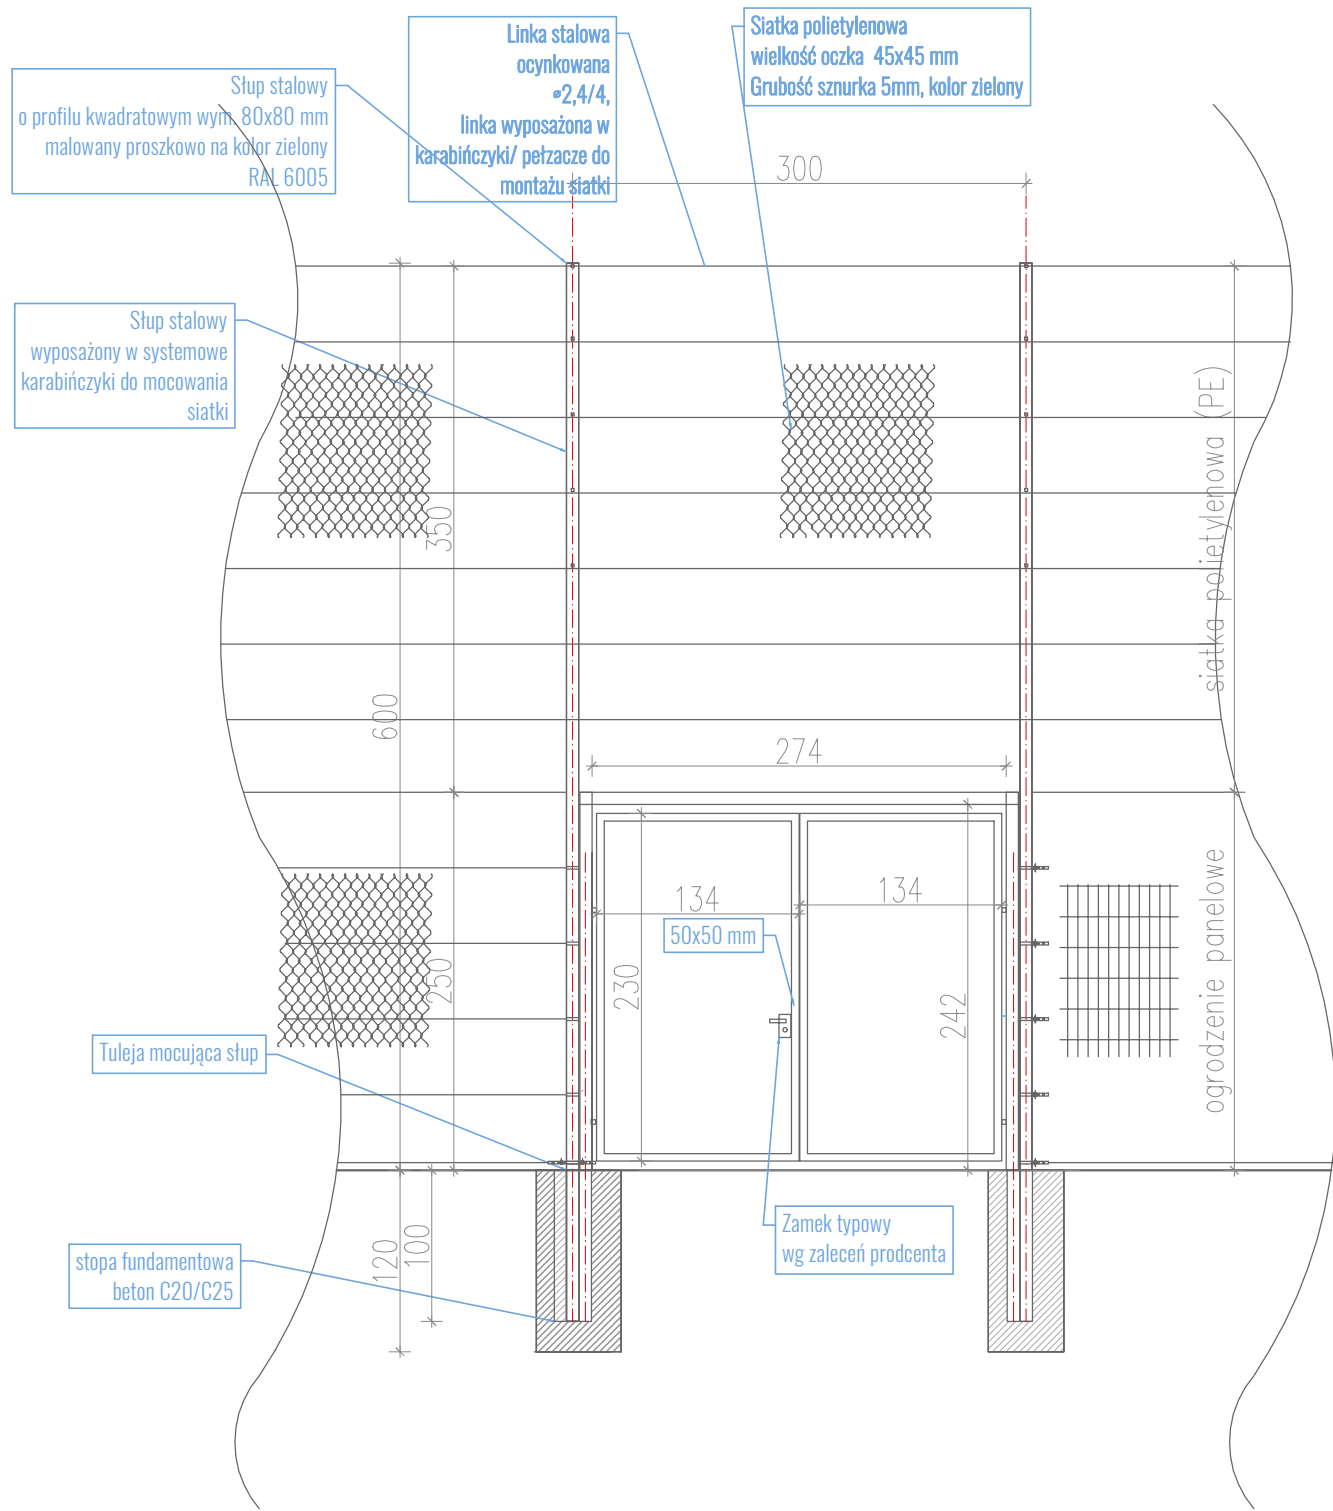 Linka stalowa
ocynkowana
⌀2,4/4,
linka wyposażona w
karabińczyki/ pełzacze do
montażu siatki
Siatka polietylenowa
wielkość oczka 45x45 mm
Grubość sznurka 5mm, kolor zielony
Słup stalowy
o profilu kwadratowym wym. 80x80 mm
malowany proszkowo na kolor zielony
RAL 6005
300
Słup stalowy
wyposażony w systemowe
karabińczyki do mocowania
siatki
350
siatka polietylenowa (PE)
600
274
134
134
50x50 mm
230
242
250
ogrodzenie panelowe
Tuleja mocująca słup
Zamek typowy
wg zaleceń prodcenta
stopa fundamentowa
beton C20/C25
120
100